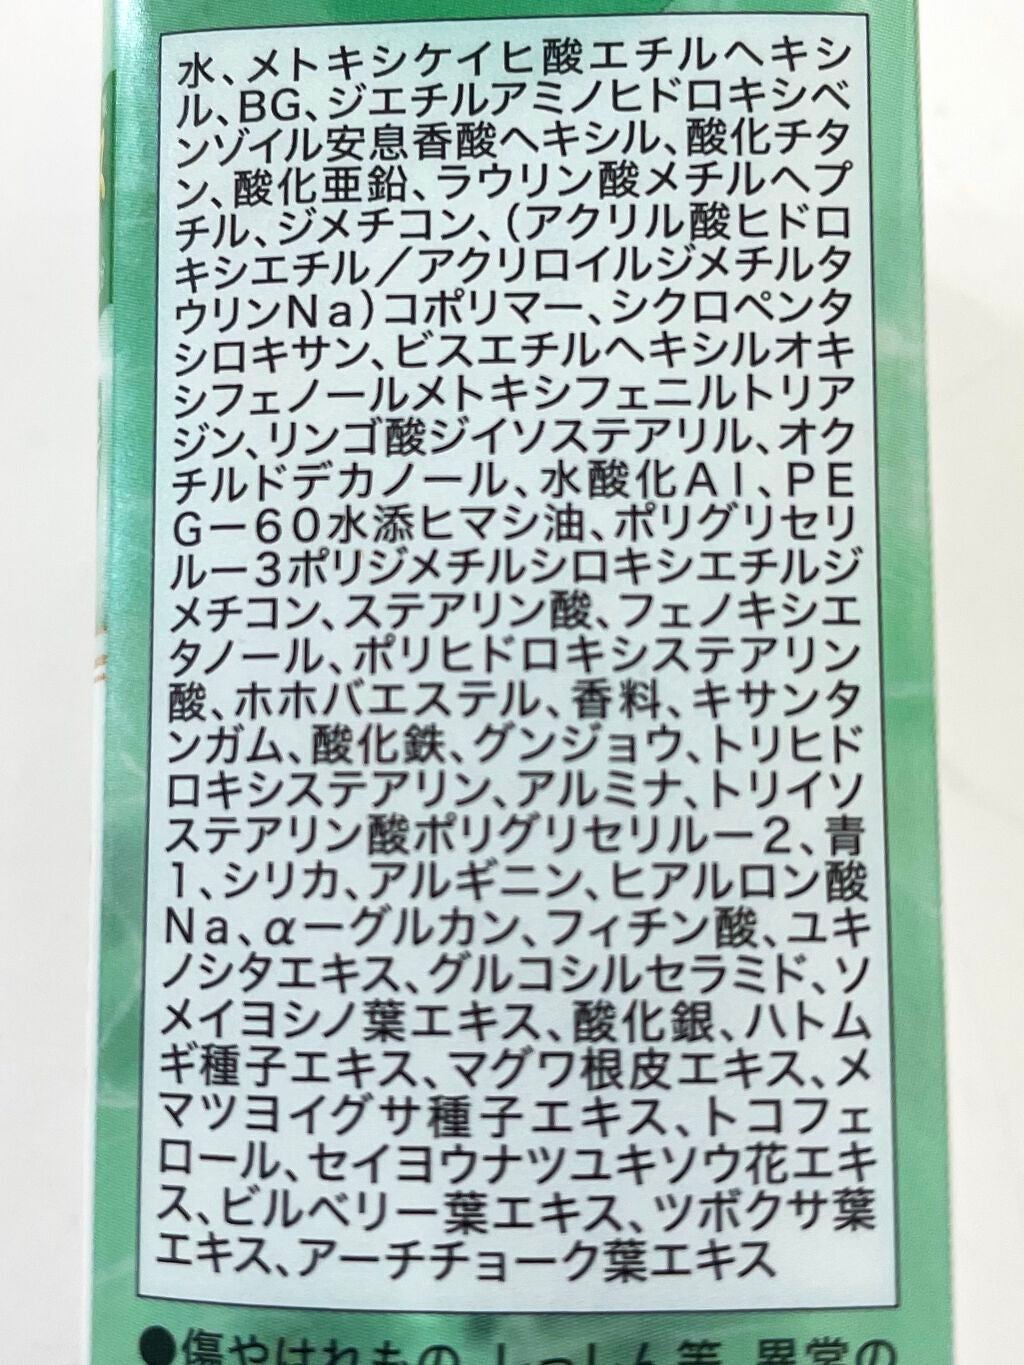 水、メトキシケイヒ酸エチルヘキシ
ル、BG、ジエチルアミノヒドロキシベ
ンゾイル安息香酸ヘキシル、酸化チタ
ン、酸化亜鉛、ラウリン酸メチルヘプ
チル、ジメチコン、(アクリル酸ヒドロ
キシエチル/アクリロイルジメチルタ
ウリンNa)コポリマー、シクロペンタ
シロキサン、ビスエチルヘキシルオキ
シフェノールメトキシフェニルトリア
ジン、リンゴ酸ジイソステアリル、オク
チルドデカノール、水酸化Al、PE
G-60水添ヒマシ油、ポリグリセリ
ル-3ポリジメチルシロキシエチルジ
メチコン、ステアリン酸、フェノキシエ
タノール、ポリヒドロキシステアリン
酸、ホホバエステル、香料、キサンタ
ンガム、酸化鉄、グンジョウ、トリヒド
ロキシステアリン、アルミナ、トリイソ
ステアリン酸ポリグリセリル-2、青
1、シリカ、アルギニン、ヒアルロン酸
Na、α-グルカン、フィチン酸、ユキ
ノシタエキス、グルコシルセラミド、ソ
メイヨシノ葉エキス、酸化銀、ハトム
ギ種子エキス、マグワ根皮エキス、メ
マツヨイグサ種子エキス、トコフェ
ロール、セイヨウナツユキソウ花エキ
ス、ビルベリー葉エキス、ツボクサ葉
エキス、アーチチョーク葉エキス
●傷やはれもの、しっしん等、異常の